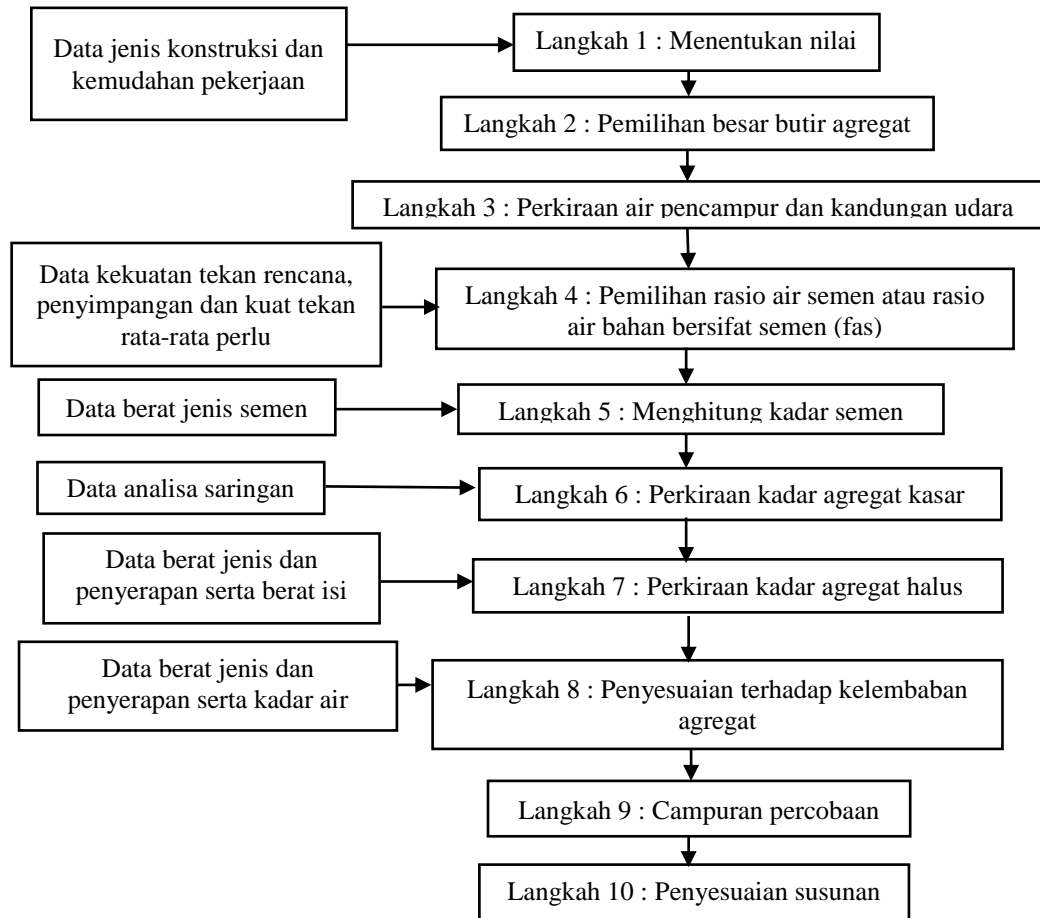 Data jenis konstruksi dan
kemudahan pekerjaan
Langkah 1 : Menentukan nilai
Langkah 2 : Pemilihan besar butir agregat
Langkah 3 : Perkiraan air pencampur dan kandungan udara
Data kekuatan tekan rencana,
penyimpangan dan kuat tekan
rata-rata perlu
Langkah 4 : Pemilihan rasio air semen atau rasio
air bahan bersifat semen (fas)
Data berat jenis semen
Langkah 5 : Menghitung kadar semen
Data analisa saringan
Langkah 6 : Perkiraan kadar agregat kasar
Data berat jenis dan
penyerapan serta berat isi
Langkah 7 : Perkiraan kadar agregat halus
Data berat jenis dan
penyerapan serta kadar air
Langkah 8 : Penyesuaian terhadap kelembaban
agregat
Langkah 9 : Campuran percobaan
Langkah 10 : Penyesuaian susunan